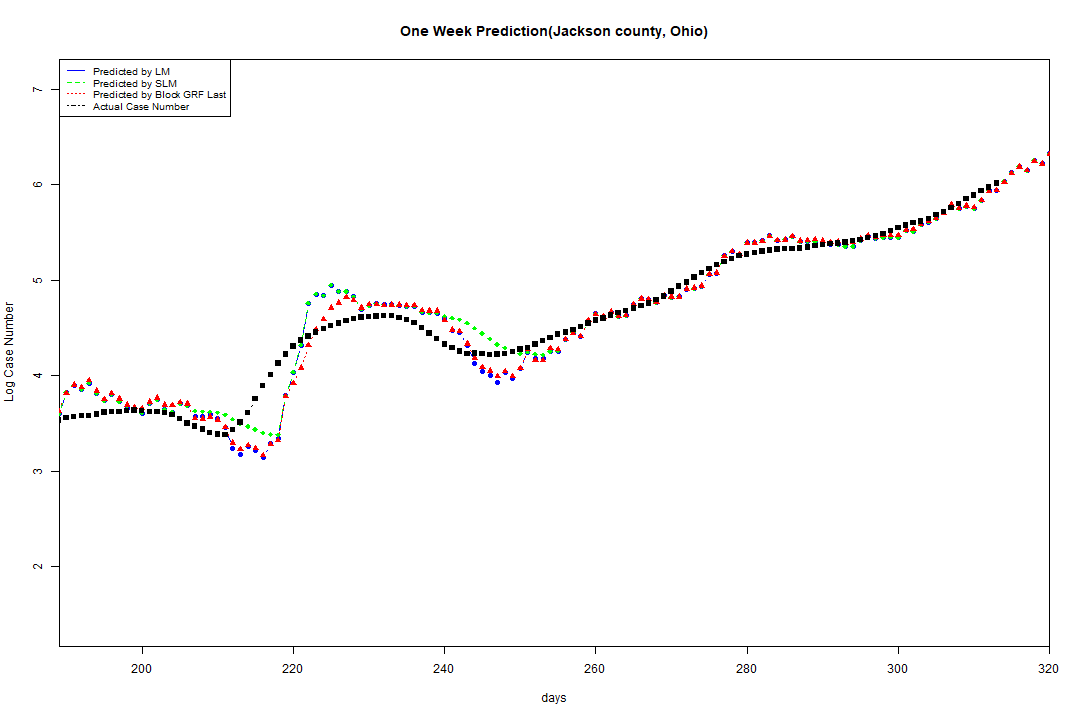 One Week Prediction(Jackson county, Ohio)
Predicted by LM
Predicted by SLM
Predicted by Block GRF Last
Actual Case Number
7
6
5
4
3
2
Log Case Number
200 220 240 260 280 300 320
days